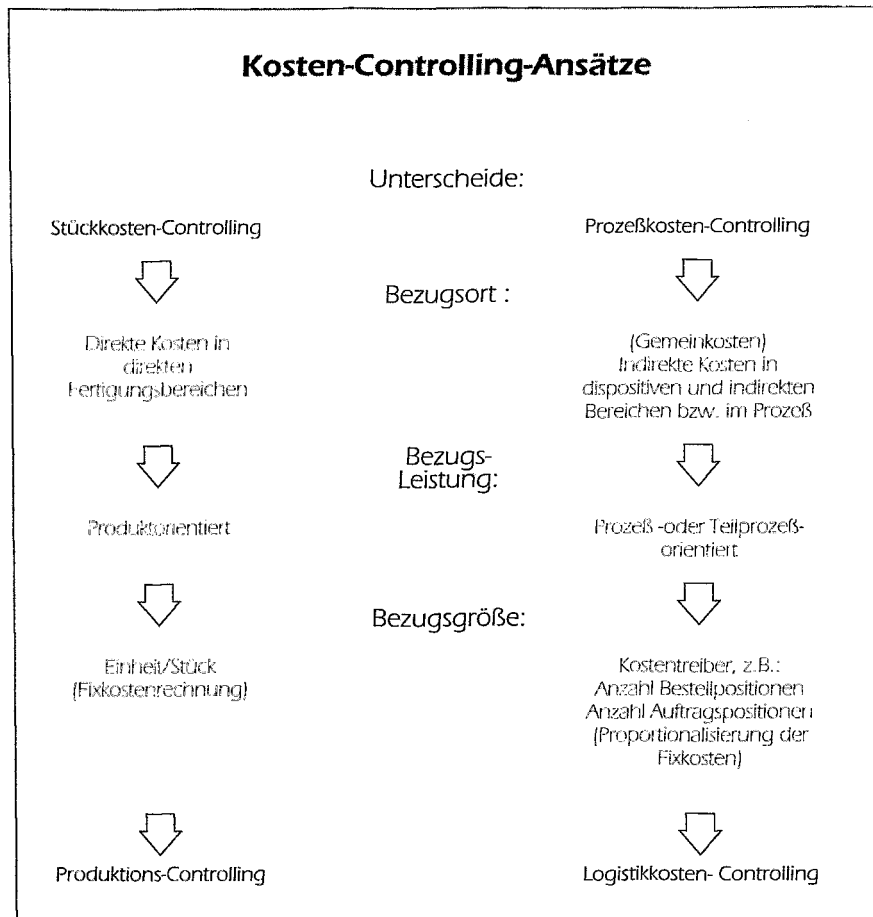 Kosten-Controlling-Ansätze
Unterscheide:
Stückkosten-Controlling
Prozeßkosten-Controlling
Bezugsort :
Direkte Kosten in
direkten
Fertigungsbereichen
(Gemeinkosten)
Indirekte Kosten in
dispositiven und indirekten
Bereichen bzw. im Prozeß
Bezugs-
Leistung:
Produktorientiert
Prozeß -oder Teilprozeß-
orientiert
Bezugsgröße:
Einheit/Stück
(Fixkostenrechnung)
Kostentreiber, z.B.:
Anzahl Bestellpositionen
Anzahl Auftragspositionen
(Proportionalisierung der
Fixkosten)
Produktions-Controlling
Logistikkosten- Controlling